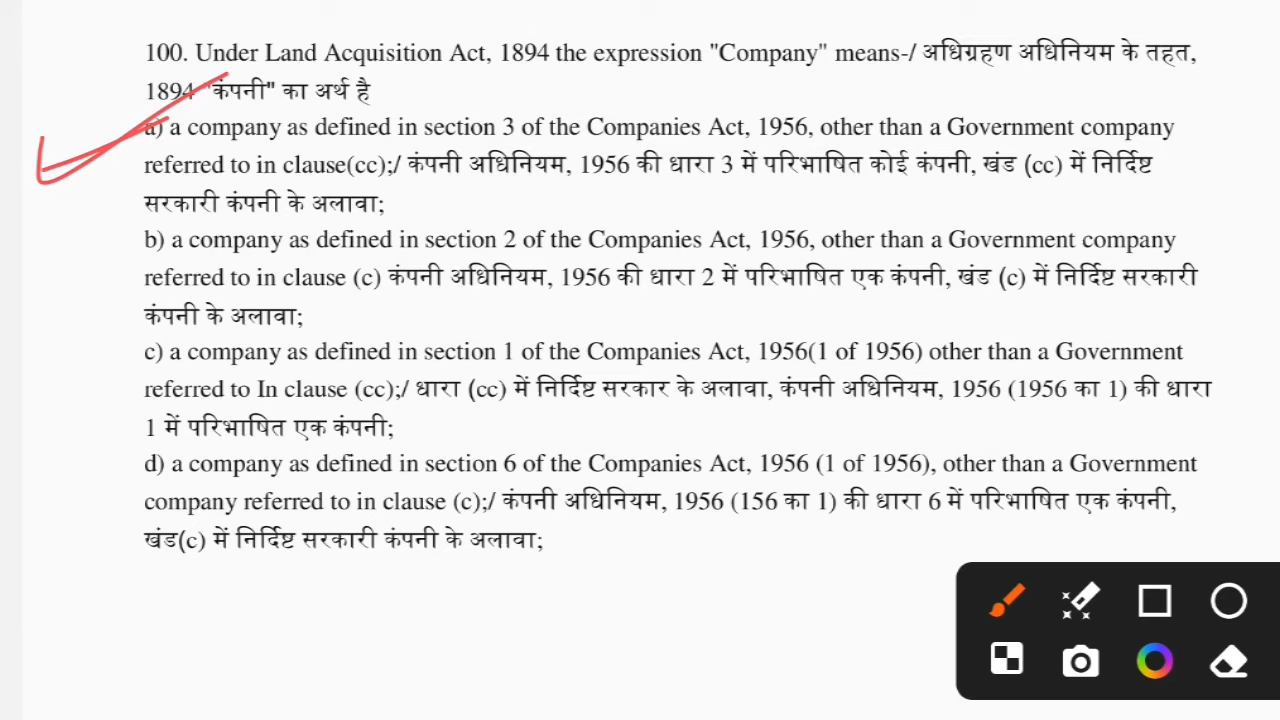 100. Under Land Acquisition Act, 1894 the expression "Company" means-/ अधिग्रहण अधिनियम के तहत,
1894 "कंपनी" का अर्थ है
a) a company as defined in section 3 of the Companies Act, 1956, other than a Government company
referred to in clause(cc);/ कंपनी अधिनियम, 1956 की धारा 3 में परिभाषित कोई कंपनी, खंड (cc) में निर्दिष्ट
सरकारी कंपनी के अलावा;
b) a company as defined in section 2 of the Companies Act, 1956, other than a Government company
referred to in clause (c) कंपनी अधिनियम, 1956 की धारा 2 में परिभाषित एक कंपनी, खंड (c) में निर्दिष्ट सरकारी
कंपनी के अलावा;
c) a company as defined in section 1 of the Companies Act, 1956(1 of 1956) other than a Government
referred to In clause (cc);/ धारा (cc) में निर्दिष्ट सरकार के अलावा, कंपनी अधिनियम, 1956 (1956 का 1) की धारा
1 में परिभाषित एक कंपनी;
d) a company as defined in section 6 of the Companies Act, 1956 (1 of 1956), other than a Government
company referred to in clause (c);/ कंपनी अधिनियम, 1956 (156 का 1) की धारा 6 में परिभाषित एक कंपनी,
खंड(c) में निर्दिष्ट सरकारी कंपनी के अलावा;